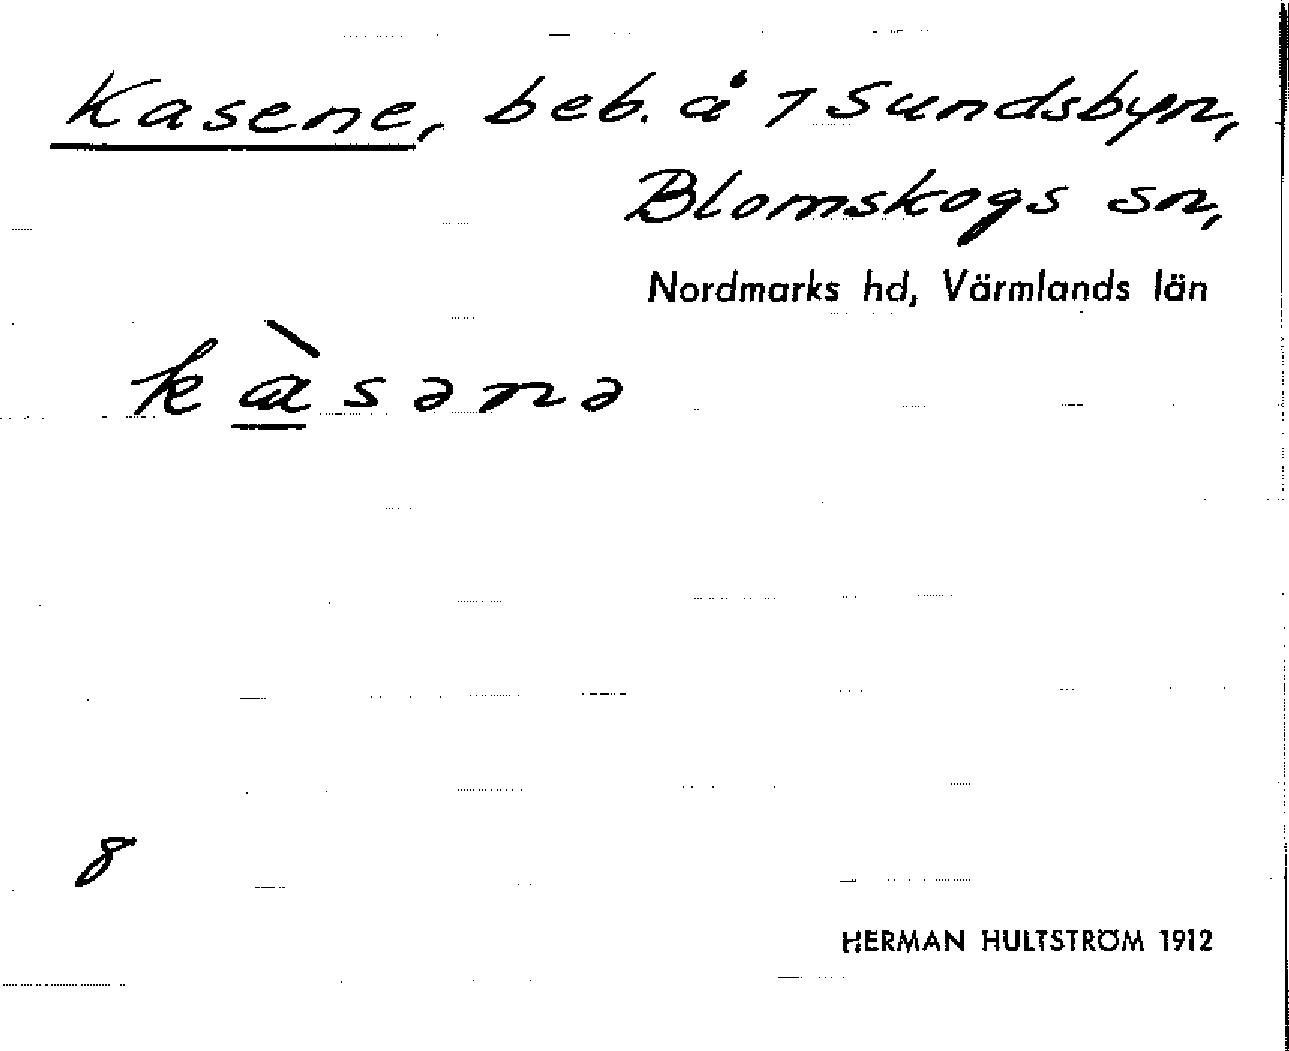 Kasene, beb. å 7 Sundsbyn,
Blomskogs sn,
Nordmarks hd, Värmlands län
kàsənə
8
HERMAN HULTSTRÖM 1912